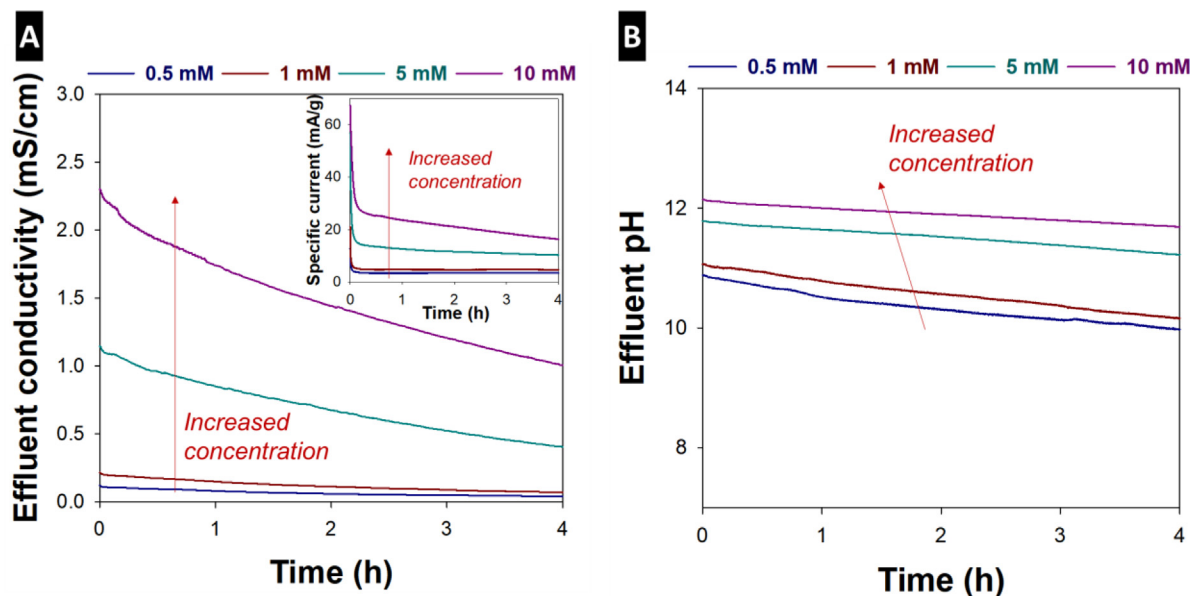 A
0.5 mM 1 mM 5 mM 10 mM
Effluent conductivity (mS/cm)
3.0
2.5
2.0
1.5
1.0
0.5
0.0
0 1 2 3 4
Time (h)
Increased
concentration
Specific current (mA/g)
60
40
20
0
0 1 2 3 4
Time (h)
Increased
concentration
B
0.5 mM 1 mM 5 mM 10 mM
Effluent pH
14
12
10
8
0 1 2 3 4
Time (h)
Increased
concentration